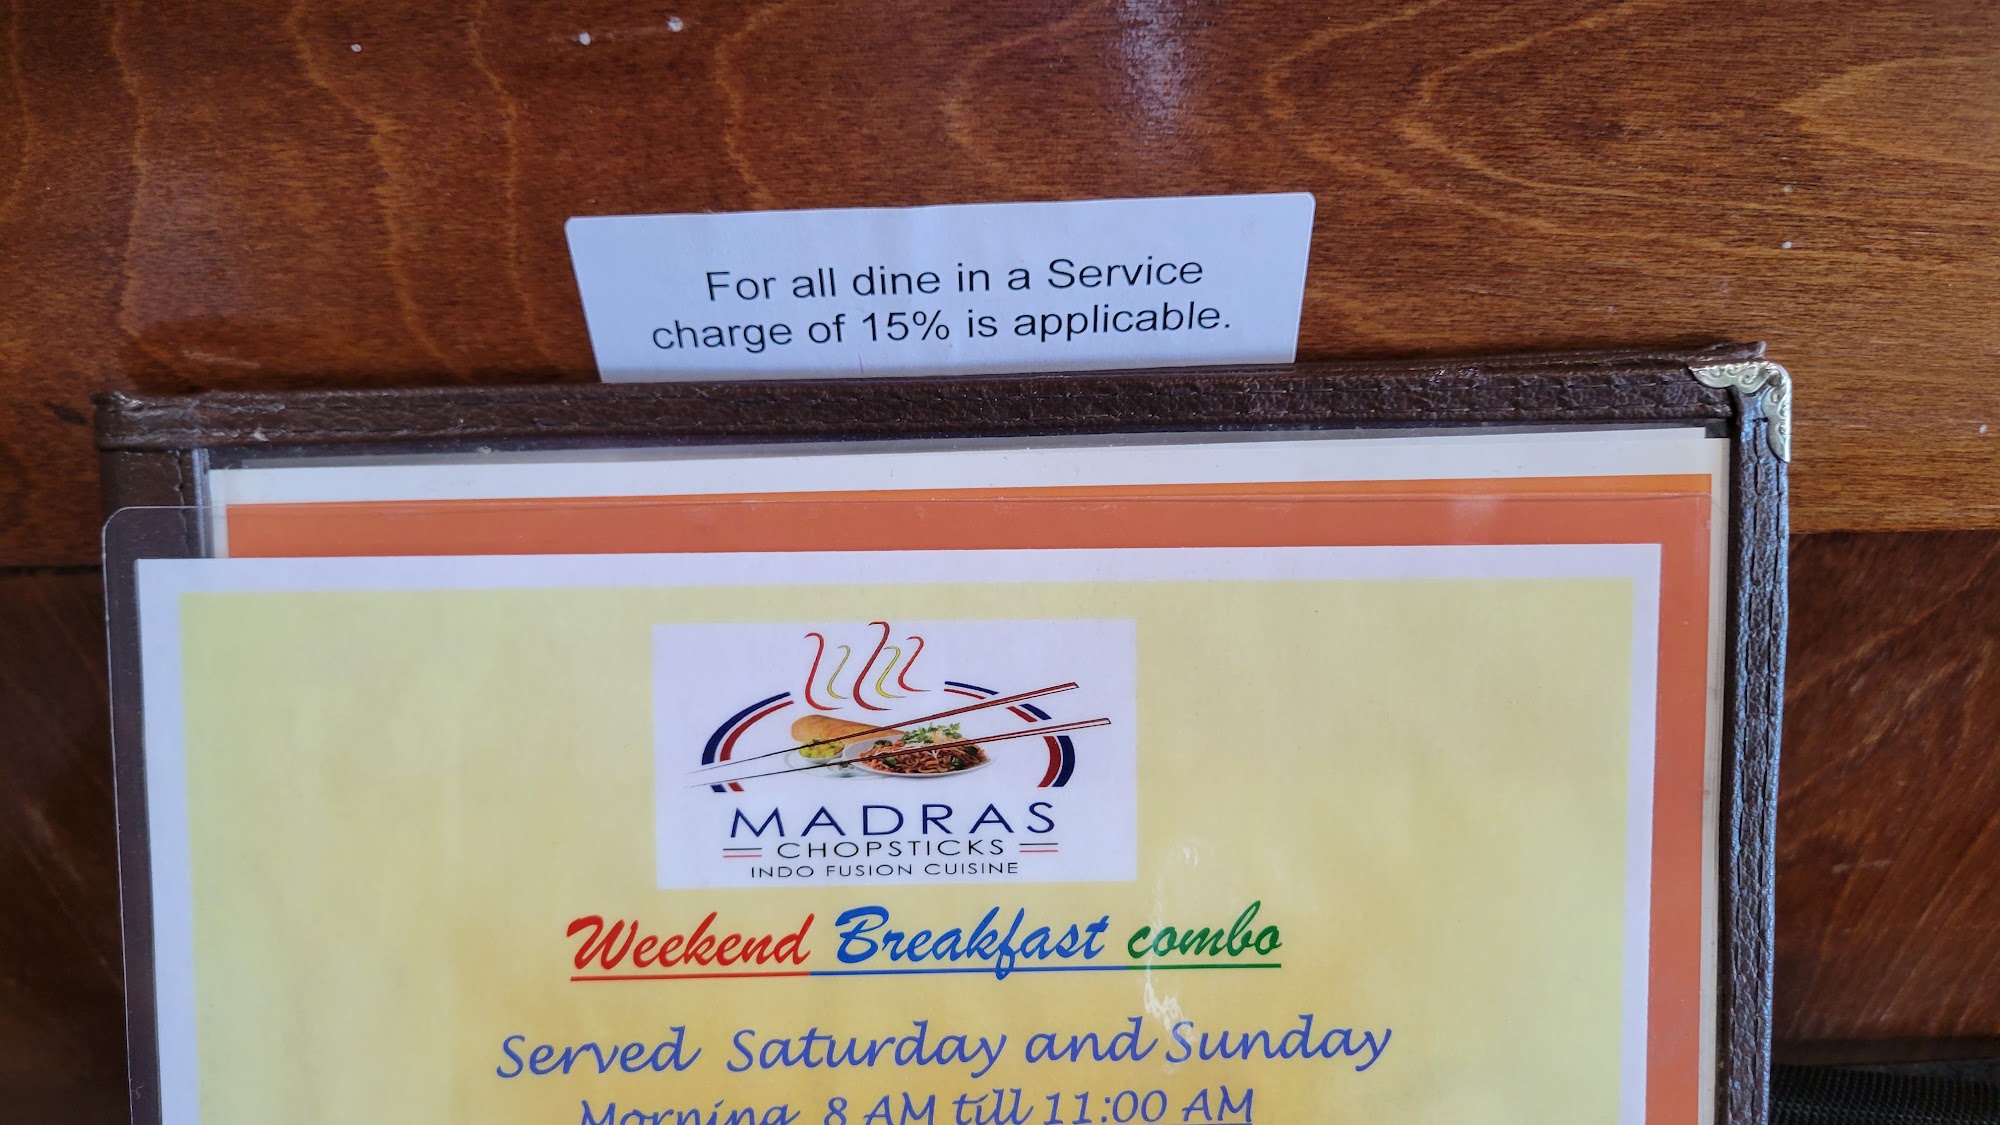 For all dine in a Service
charge of 15% is applicable.
MADRAS
CHOPSTICKS
INDO FUSION CUISINE
Weekend Breakfast combo
Served Saturday and Sunday
Morning 8 AM till 11:00 AM